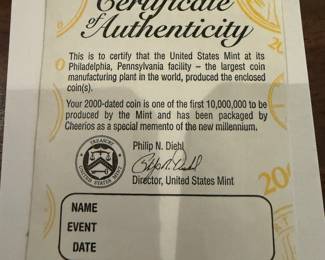 Certificate
of Authenticity
This is to certify that the United States Mint at its
Philadelphia, Pennsylvania facility – the largest coin
manufacturing plant in the world, produced the enclosed
coin(s).
Your 2000-dated coin is one of the first 10,000,000 to be
produced by the Mint and has been packaged by
Cheerios as a special memento of the new millennium.
Philip N. Diehl
Director, United States Mint
NAME
EVENT
DATE